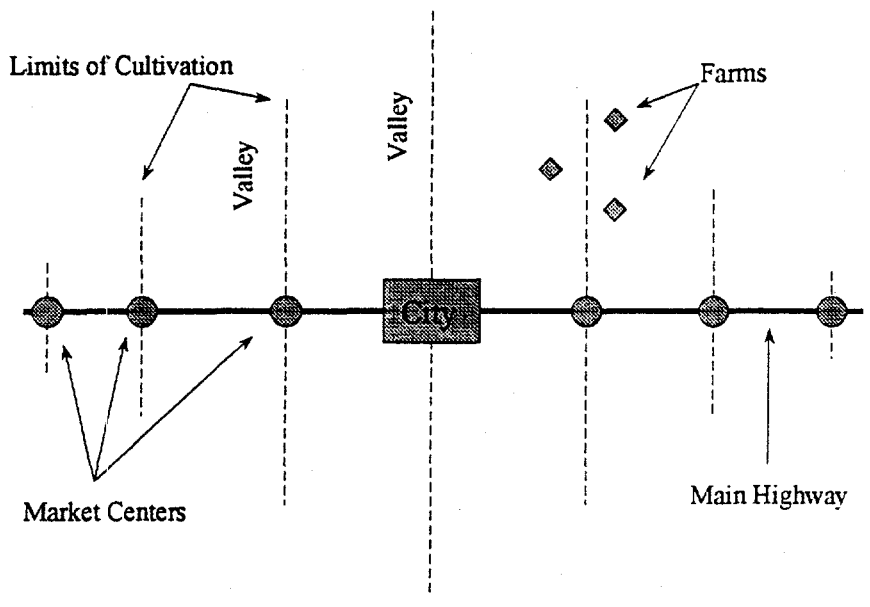 Limits of Cultivation
Farms
Valley
Valley
City
Market Centers
Main Highway